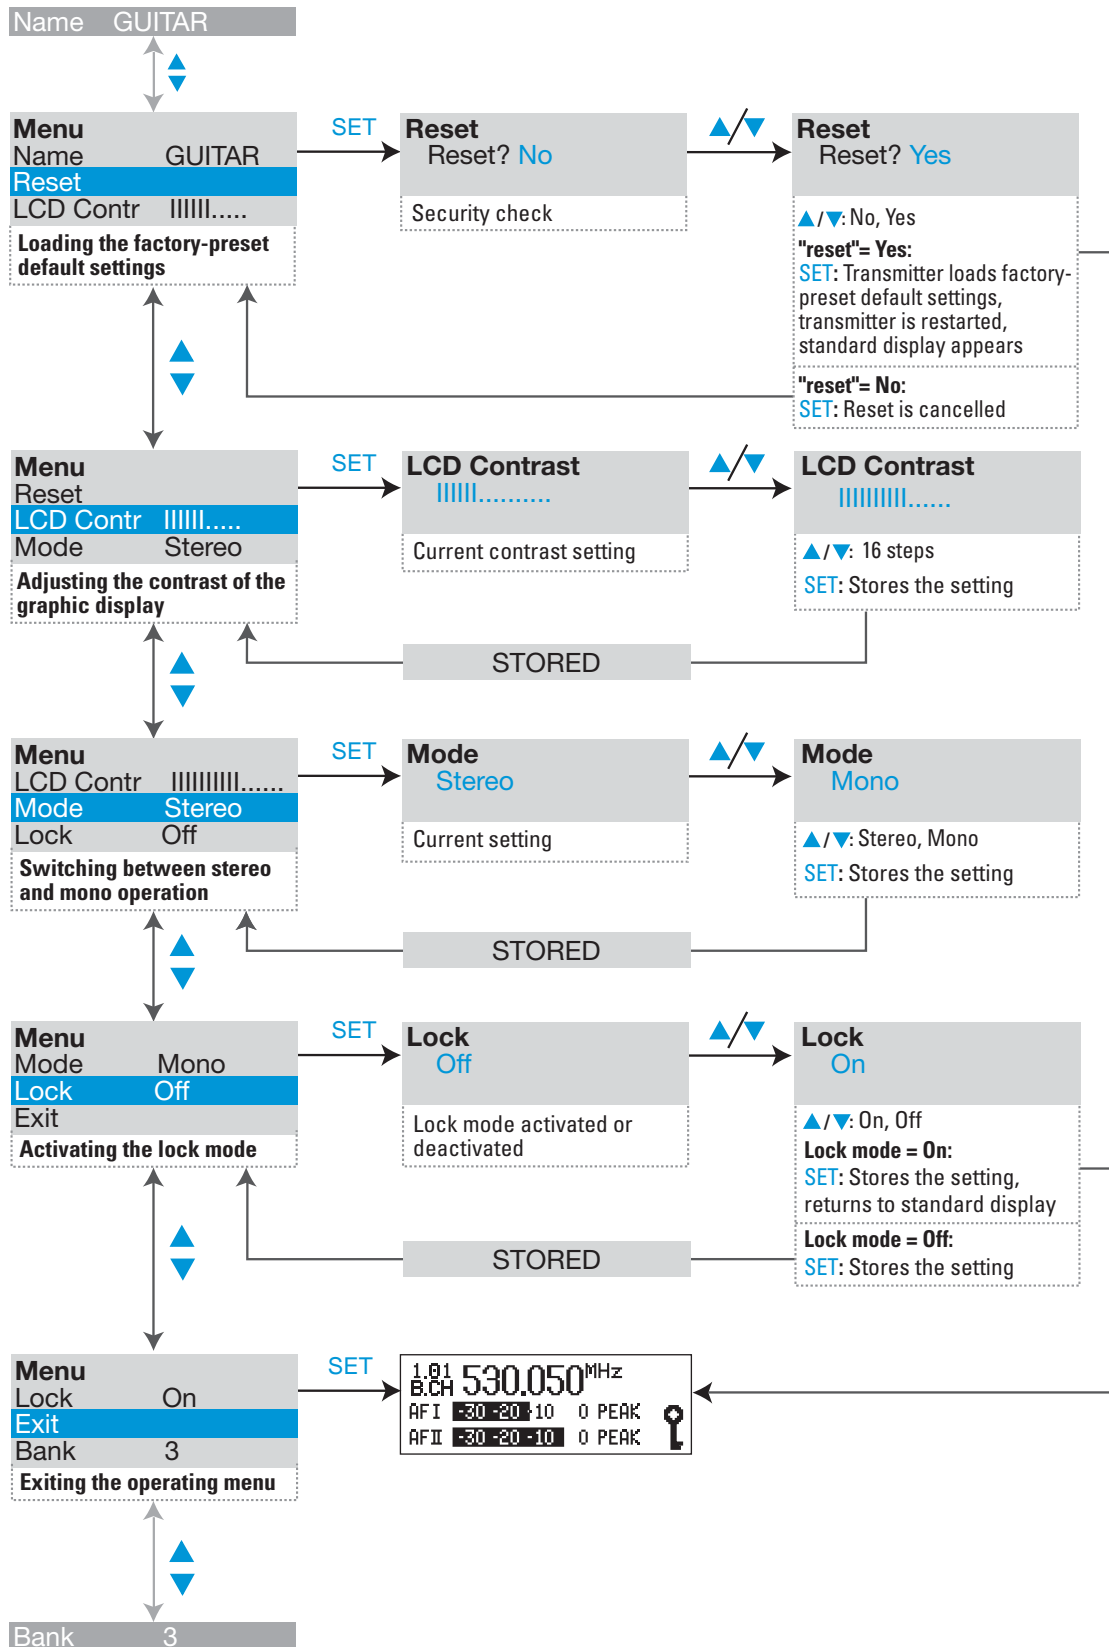 Name GUITAR
Menu
Name GUITAR
Reset
LCD Contr IIIIII.....
Loading the factory-preset
default settings
SET
Reset
Reset? No
Security check
Reset
Reset? Yes
▲/▼: No, Yes
"reset"= Yes:
SET: Transmitter loads factory-
preset default settings,
transmitter is restarted,
standard display appears
"reset"= No:
SET: Reset is cancelled
Menu
Reset
LCD Contr IIIIII.....
Mode Stereo
Adjusting the contrast of the
graphic display
SET
LCD Contrast
IIIIII..........
Current contrast setting
LCD Contrast
IIIIIIIIII......
▲/▼: 16 steps
SET: Stores the setting
STORED
Menu
LCD Contr IIIIIIIIII......
Mode Stereo
Lock Off
Switching between stereo
and mono operation
SET
Mode
Stereo
Current setting
Mode
Mono
▲/▼: Stereo, Mono
SET: Stores the setting
STORED
Menu
Mode Mono
Lock Off
Exit
Activating the lock mode
SET
Lock
Off
Lock mode activated or
deactivated
Lock
On
▲/▼: On, Off
Lock mode = On:
SET: Stores the setting,
returns to standard display
Lock mode = Off:
SET: Stores the setting
STORED
Menu
Lock On
Exit
Bank 3
Exiting the operating menu
SET
1.01
B.CH 530.050 MHz
AF I -30 -20 -10 0 PEAK
AF II -30 -20 -10 0 PEAK
Bank 3